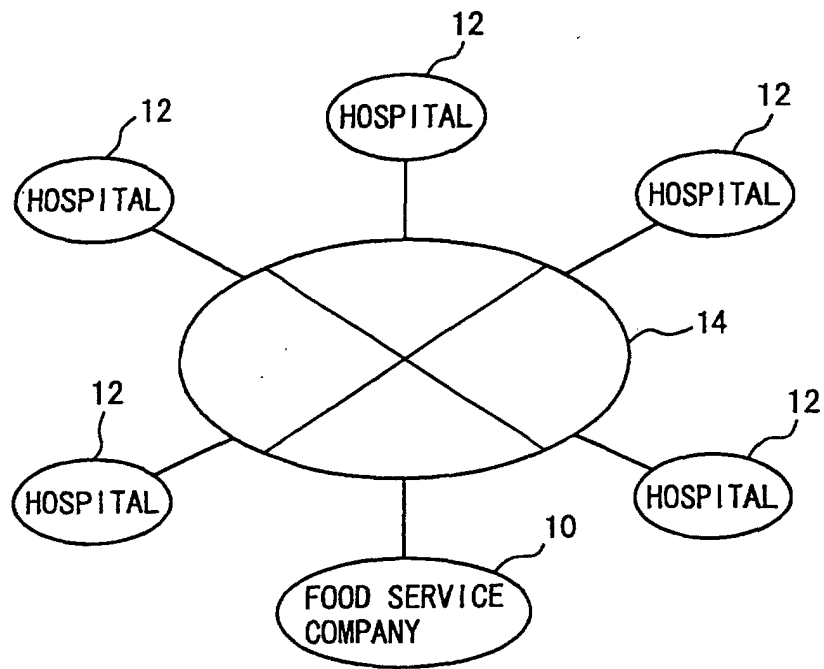 12
HOSPITAL
12
HOSPITAL
12
HOSPITAL
14
12
HOSPITAL
12
HOSPITAL
10
FOOD SERVICE
COMPANY